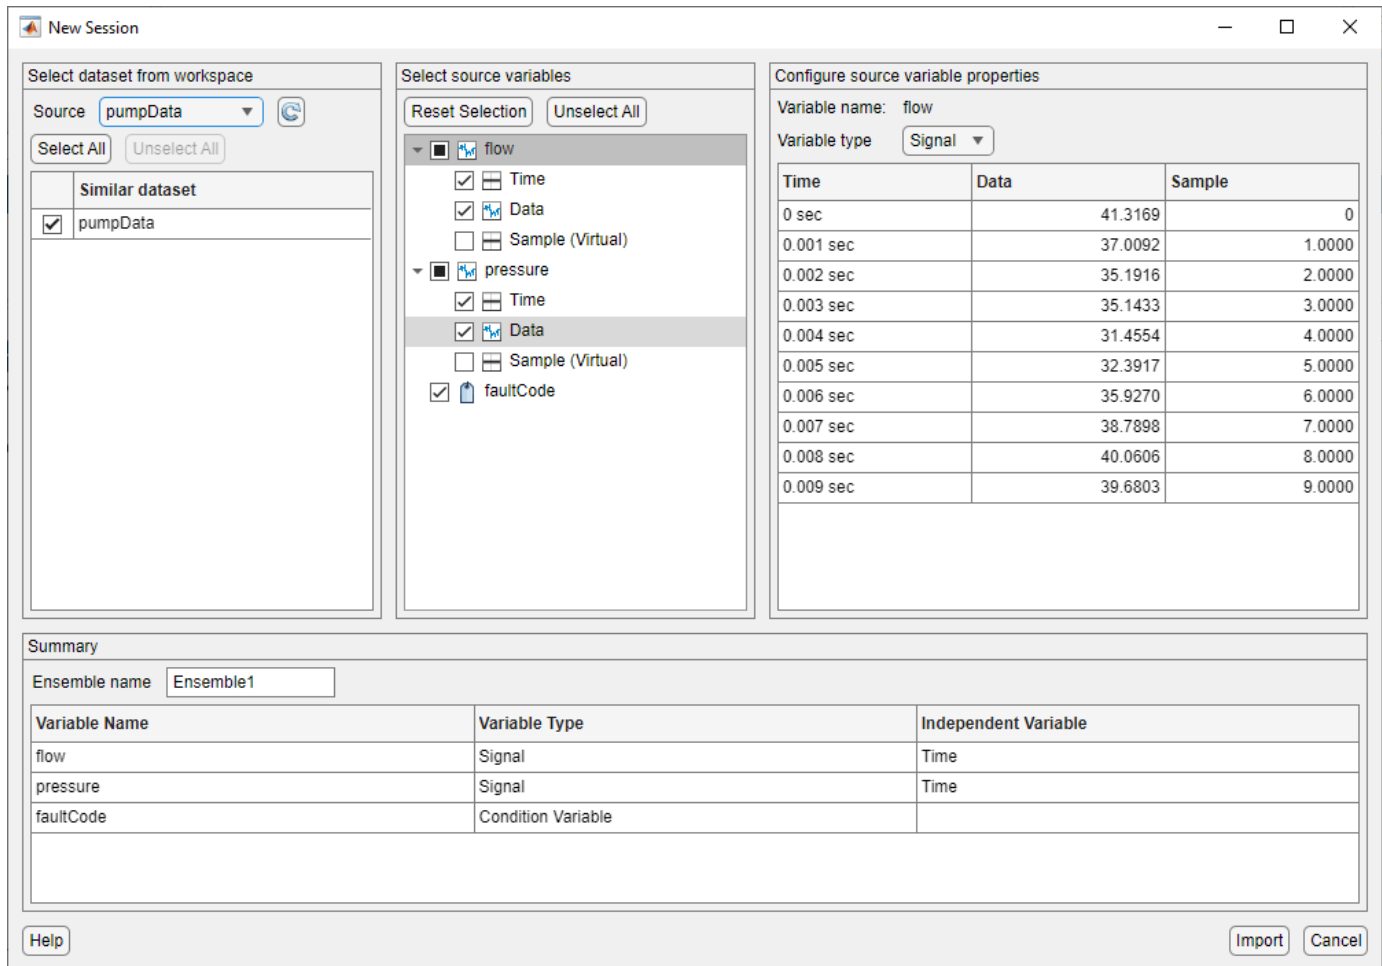 New Session
Select dataset from workspace
Source pumpData
Select All Unselect All
Similar dataset
pumpData
Select source variables
Reset Selection Unselect All
flow
Time
Data
Sample (Virtual)
pressure
Time
Data
Sample (Virtual)
faultCode
Configure source variable properties
Variable name: flow
Variable type Signal
Time Data Sample
0 sec 41.3169 0
0.001 sec 37.0092 1.0000
0.002 sec 35.1916 2.0000
0.003 sec 35.1433 3.0000
0.004 sec 31.4554 4.0000
0.005 sec 32.3917 5.0000
0.006 sec 35.9270 6.0000
0.007 sec 38.7898 7.0000
0.008 sec 40.0606 8.0000
0.009 sec 39.6803 9.0000
Summary
Ensemble name Ensemble1
Variable Name Variable Type Independent Variable
flow Signal Time
pressure Signal Time
faultCode Condition Variable
Help Import Cancel